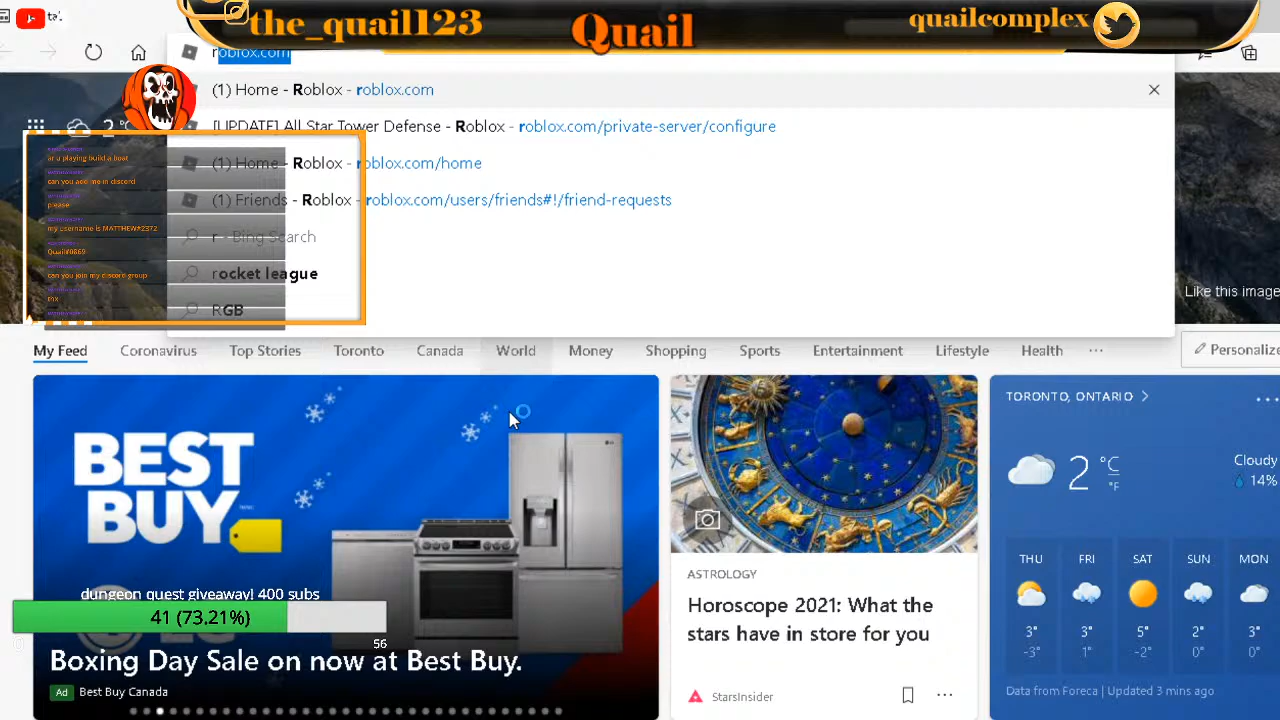 the_quail123
Quail
quailcomplex
roblox.com
(1) Home - Roblox - roblox.com
[UPDATE] All Star Tower Defense - Roblox - roblox.com/private-server/configure
(1) Home - Roblox - roblox.com/home
(1) Friends - Roblox - roblox.com/users/friends#!/friend-requests
r - Bing Search
rocket league
RGB
ar u playing build a boat
can you add me in discord
please
my username is MATTHEW#2372
Quail#0869
can you join my discord group
thx
Like this image
My Feed
Coronavirus
Top Stories
Toronto
Canada
World
Money
Shopping
Sports
Entertainment
Lifestyle
Health
Personalize
BEST
BUY
dungeon quest giveaway! 400 subs
41 (73,21%)
0
56
Boxing Day Sale on now at Best Buy.
Ad Best Buy Canada
ASTROLOGY
Horoscope 2021: What the
stars have in store for you
StarsInsider
TORONTO, ONTARIO
2 °C
°F
Cloudy
14%
THU FRI SAT SUN MON
3° 3° 5° 2° 3°
-3° 1° -2° 0° 0°
Data from Foreca | Updated 3 mins ago